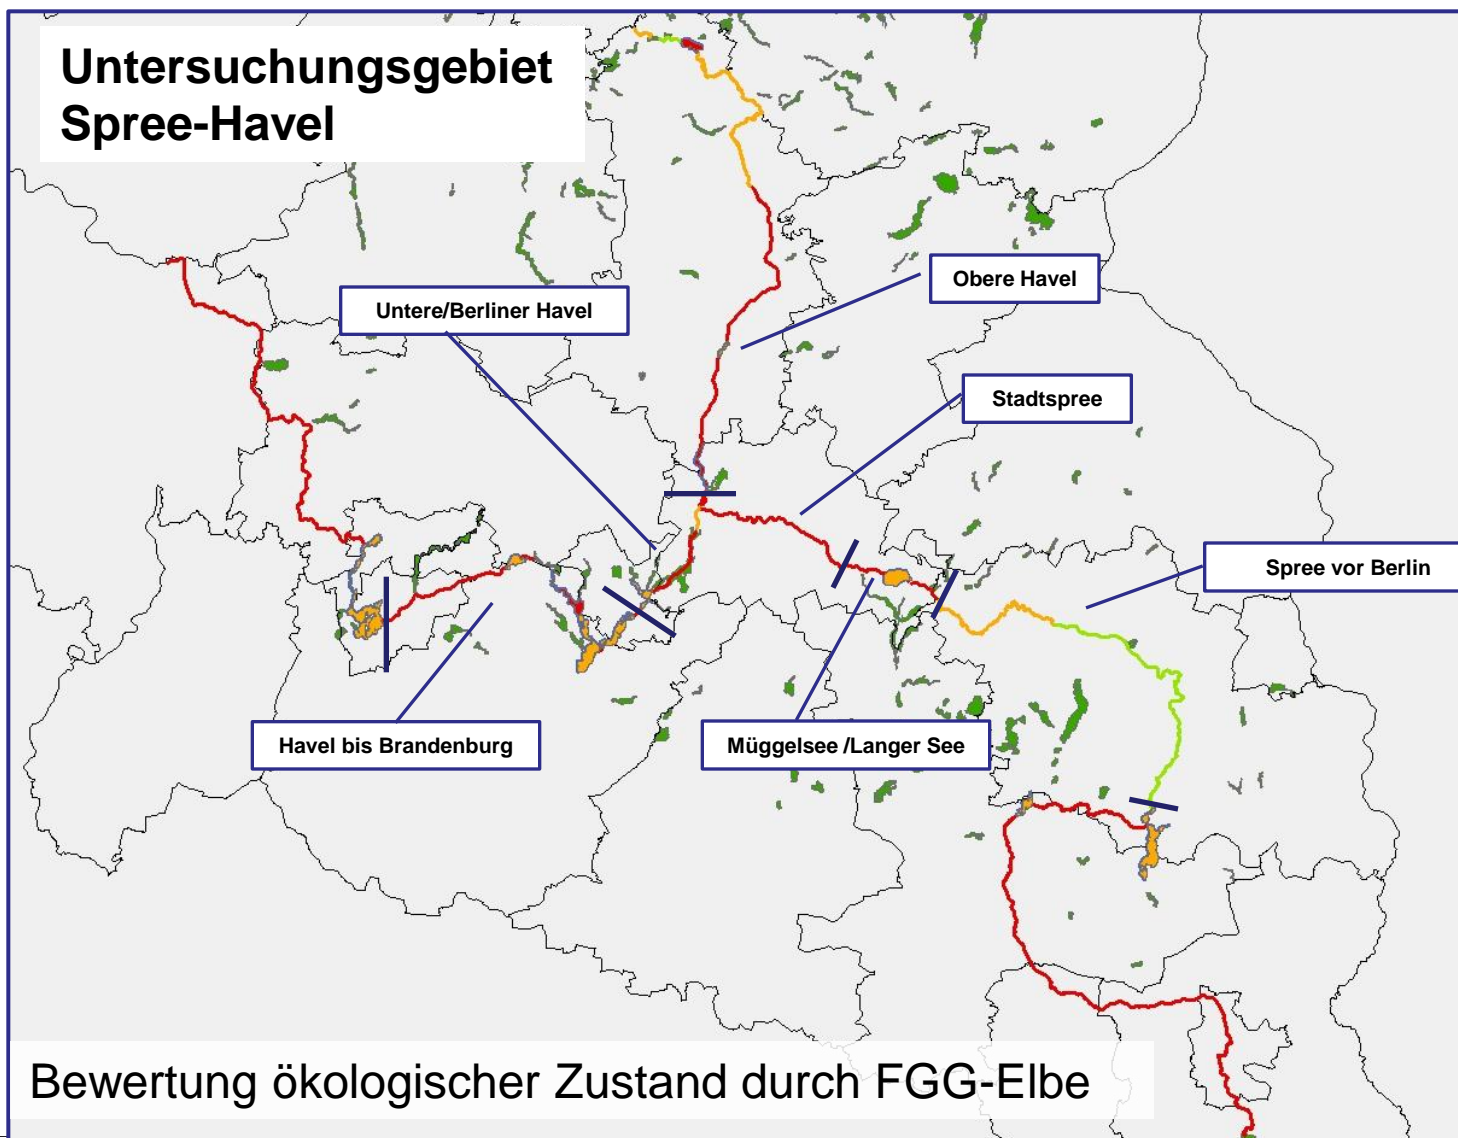 Untersuchungsgebiet
Spree-Havel
Obere Havel
Untere/Berliner Havel
Stadtspree
Spree vor Berlin
Havel bis Brandenburg
Müggelsee /Langer See
Bewertung ökologischer Zustand durch FGG-Elbe